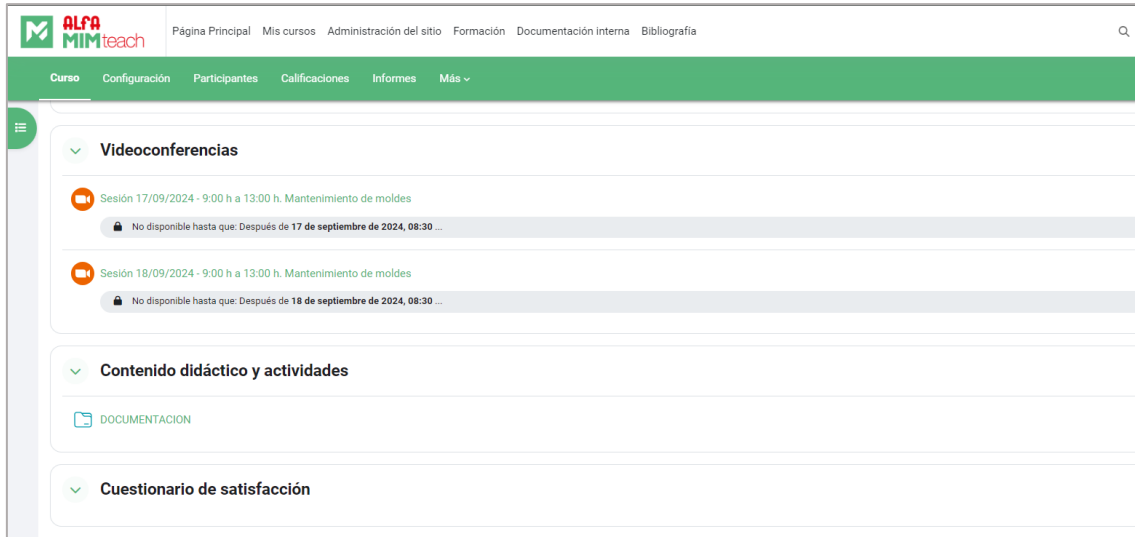 ALFA
MIMteach
Página Principal Mis cursos Administración del sitio Formación Documentación interna Bibliografía
Curso Configuración Participantes Calificaciones Informes Más
Videoconferencias
Sesión 17/09/2024 - 9:00 h a 13:00 h. Mantenimiento de moldes
No disponible hasta que: Después de 17 de septiembre de 2024, 08:30 ...
Sesión 18/09/2024 - 9:00 h a 13:00 h. Mantenimiento de moldes
No disponible hasta que: Después de 18 de septiembre de 2024, 08:30 ...
Contenido didáctico y actividades
DOCUMENTACION
Cuestionario de satisfacción